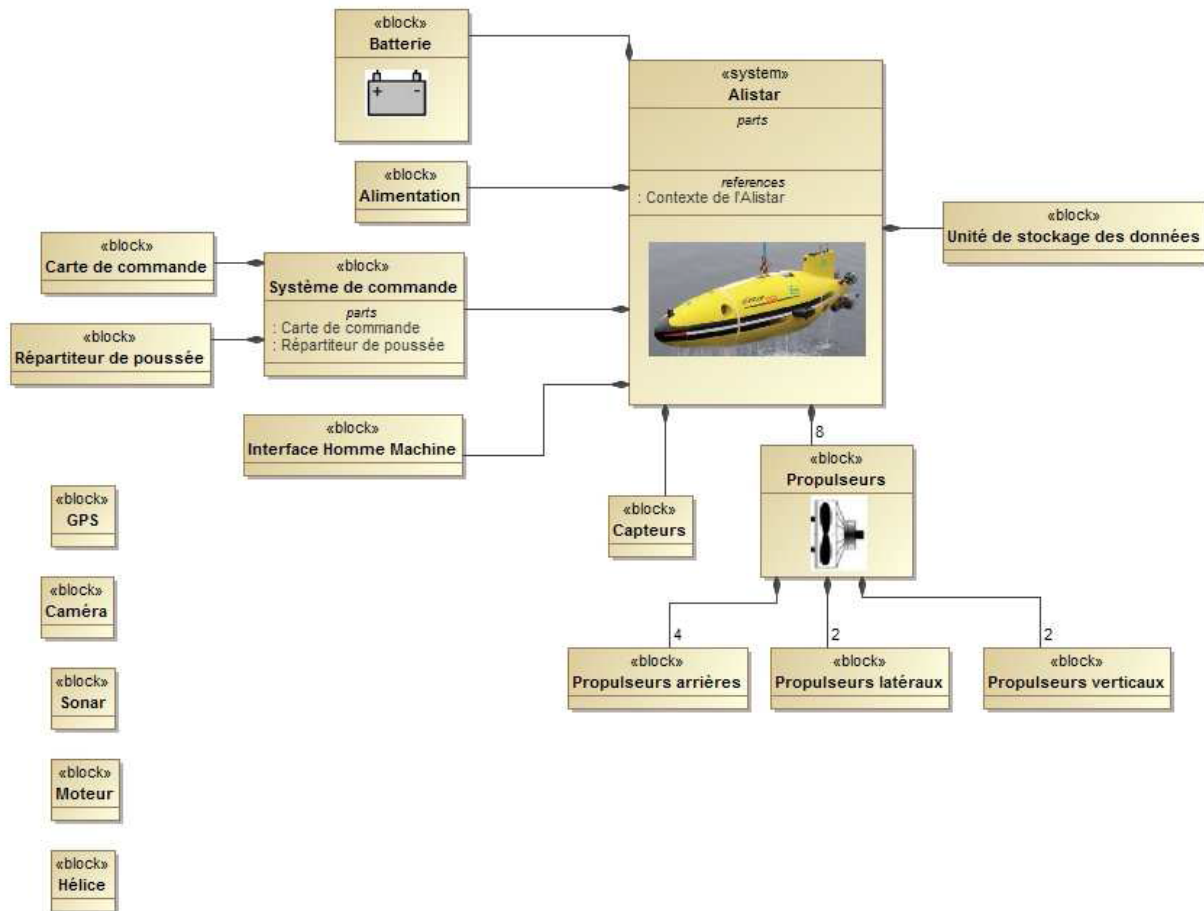 «block»
Batterie
+ -
«system»
Alistar
parts
references
: Contexte de l'Alistar
«block»
Alimentation
«block»
Unité de stockage des données
«block»
Carte de commande
«block»
Système de commande
parts
: Carte de commande
: Répartiteur de poussée
«block»
Répartiteur de poussée
«block»
Interface Homme Machine
8
«block»
Propulseurs
«block»
Capteurs
«block»
GPS
«block»
Caméra
4
2
2
«block»
Propulseurs arrières
«block»
Propulseurs latéraux
«block»
Propulseurs verticaux
«block»
Sonar
«block»
Moteur
«block»
Hélice